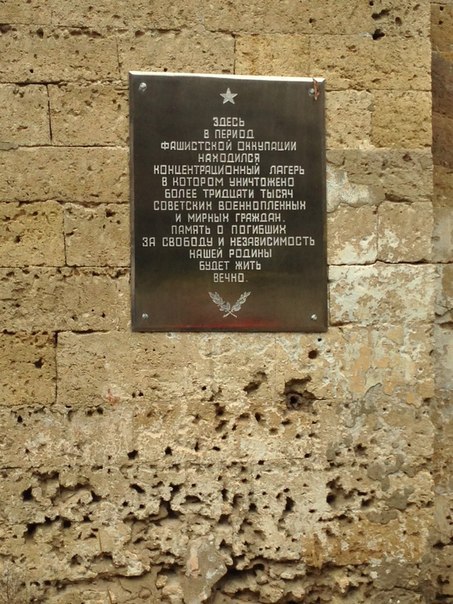 ЗДЕСЬ
В ПЕРИОД
ФАШИСТСКОЙ ОККУПАЦИИ
НАХОДИЛСЯ
КОНЦЕНТРАЦИОННЫЙ ЛАГЕРЬ
В КОТОРОМ УНИЧТОЖЕНО
БОЛЕЕ ТРИДЦАТИ ТЫСЯЧ
СОВЕТСКИХ ВОЕННОПЛЕННЫХ
И МИРНЫХ ГРАЖДАН.
ПАМЯТЬ О ПОГИБШИХ
ЗА СВОБОДУ И НЕЗАВИСИМОСТЬ
НАШЕЙ РОДИНЫ
БУДЕТ ЖИТЬ
ВЕЧНО.